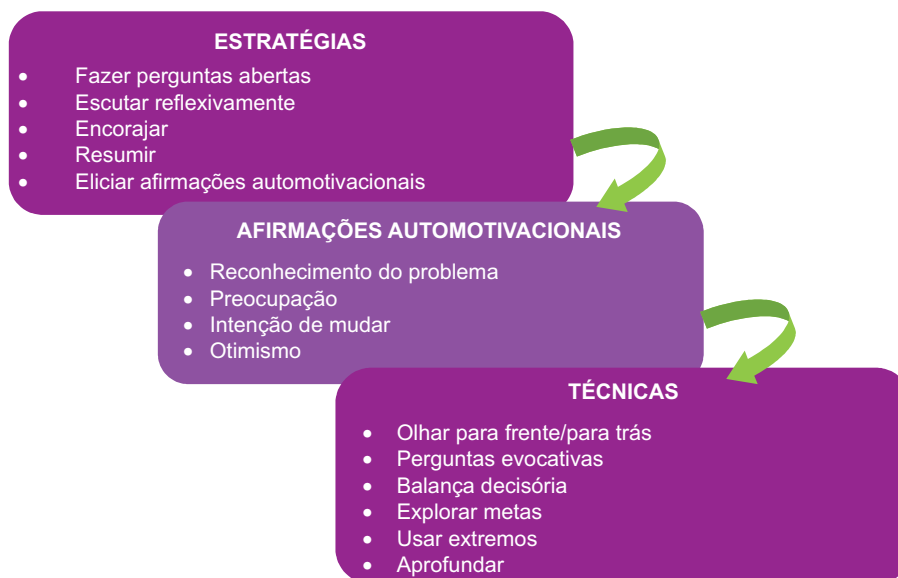 ESTRATÉGIAS
• Fazer perguntas abertas
• Escutar reflexivamente
• Encorajar
• Resumir
• Eliciar afirmações automotivacionais
AFIRMAÇÕES AUTOMOTIVACIONAIS
• Reconhecimento do problema
• Preocupação
• Intenção de mudar
• Otimismo
TÉCNICAS
• Olhar para frente/para trás
• Perguntas evocativas
• Balança decisória
• Explorar metas
• Usar extremos
• Aprofundar